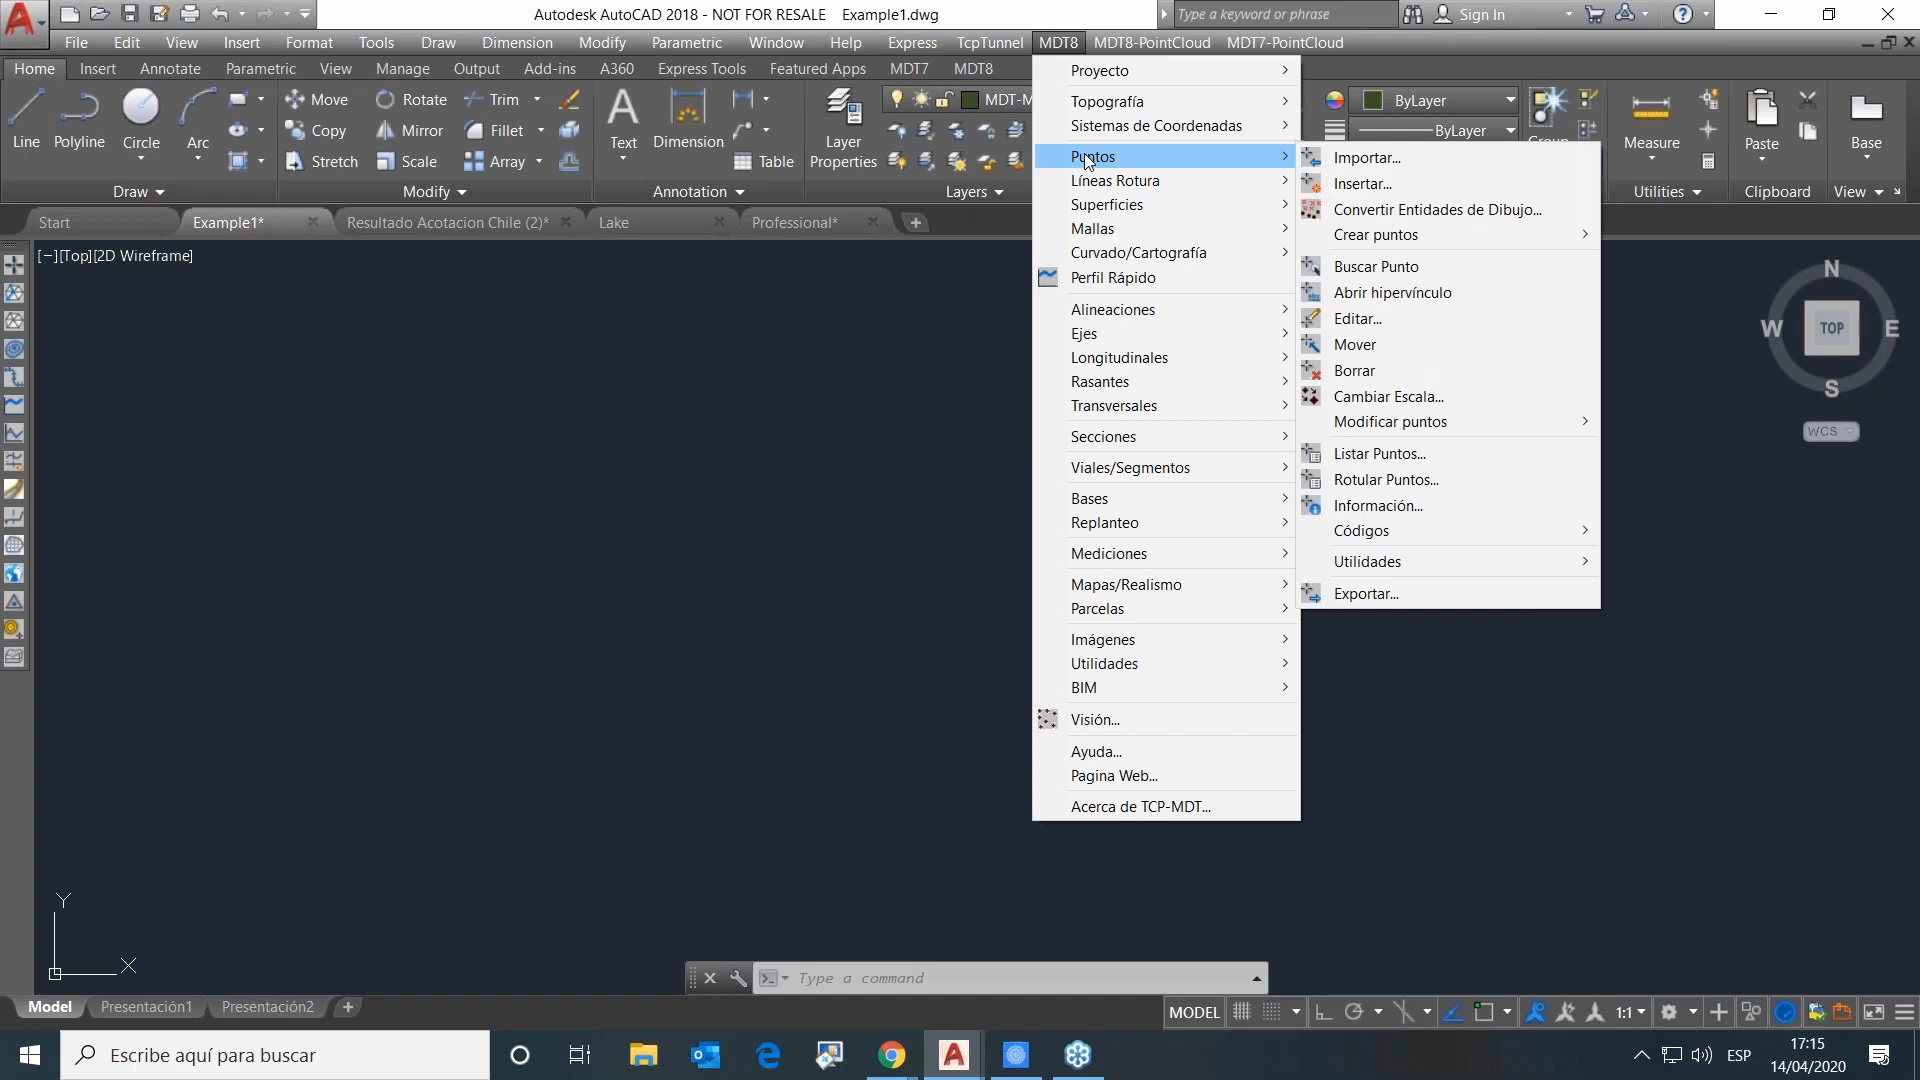 Autodesk AutoCAD 2018 - NOT FOR RESALE Example1.dwg
Type a keyword or phrase
Sign In
File Edit View Insert Format Tools Draw Dimension Modify Parametric Window Help Express TcpTunnel MDT8 MDT8-PointCloud MDT7-PointCloud
Home Insert Annotate Parametric View Manage Output Add-ins A360 Express Tools Featured Apps MDT7 MDT8
Line
Polyline
Circle
Arc
Draw
Move
Copy
Stretch
Rotate
Mirror
Scale
Trim
Fillet
Array
Modify
Text
Dimension
Table
Annotation
Layer
Properties
MDT-M
Layers
ByLayer
ByLayer
Measure
Utilities
Paste
Clipboard
Base
View
Start
Example1*
Resultado Acotacion Chile (2)*
Lake
Professional*
[−][Top][2D Wireframe]
Proyecto
Topografía
Sistemas de Coordenadas
Puntos
Líneas Rotura
Superficies
Mallas
Curvado/Cartografía
Perfil Rápido
Alineaciones
Ejes
Longitudinales
Rasantes
Transversales
Secciones
Viales/Segmentos
Bases
Replanteo
Mediciones
Mapas/Realismo
Parcelas
Imágenes
Utilidades
BIM
Visión...
Ayuda...
Pagina Web...
Acerca de TCP-MDT...
Importar...
Insertar...
Convertir Entidades de Dibujo...
Crear puntos
Buscar Punto
Abrir hipervínculo
Editar...
Mover
Borrar
Cambiar Escala...
Modificar puntos
Listar Puntos...
Rotular Puntos...
Información...
Códigos
Utilidades
Exportar...
N
W
TOP
E
S
WCS
Y
X
Type a command
Model
Presentación1
Presentación2
MODEL
1:1
Escribe aquí para buscar
ESP
17:15
14/04/2020